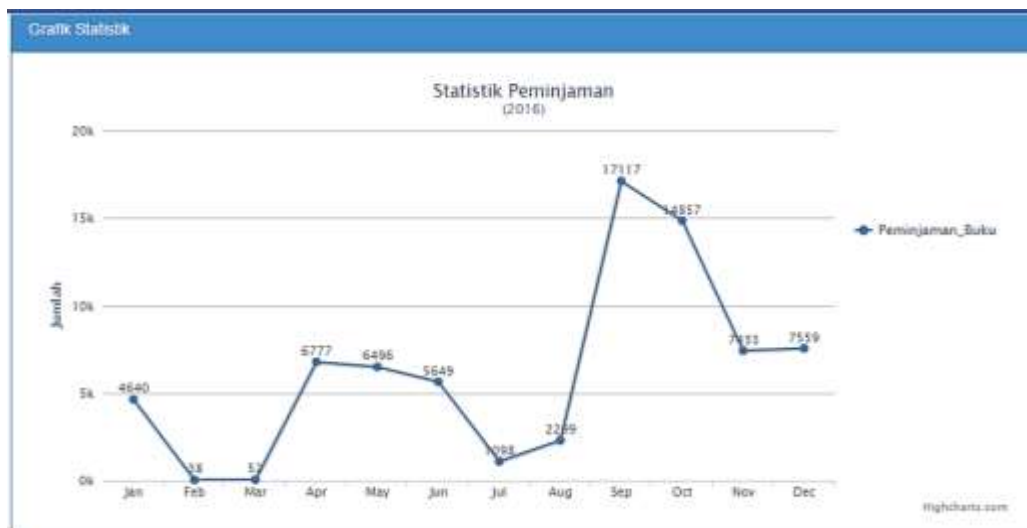 Grafik Statistik
Statistik Peminjaman
(2016)
20k
15k
10k
5k
0k
Jumlah
4640
6777
6496
5649
17117
14857
7559
Jan Feb Mar Apr May Jun Jul Aug Sep Oct Nov Dec
Peminjaman_Buku
Highcharts.com